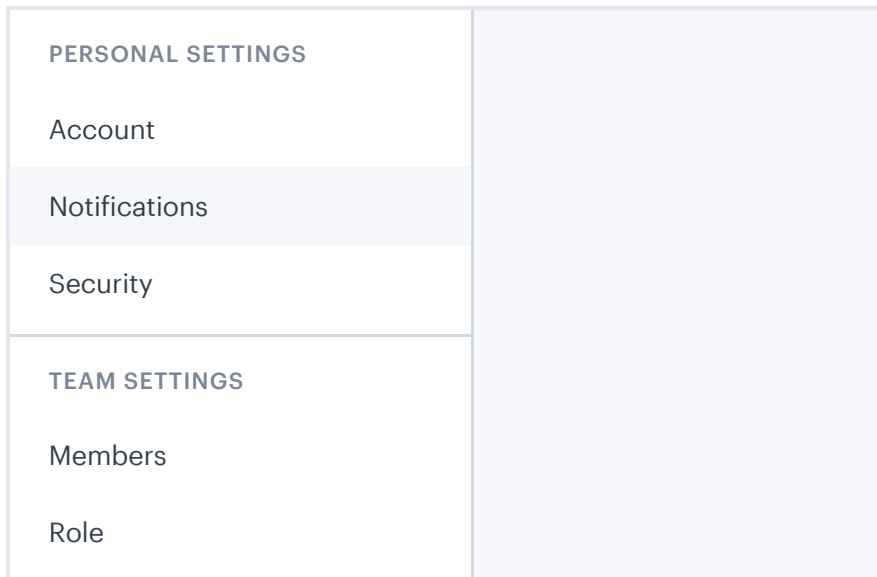 PERSONAL SETTINGS
Account
Notifications
Security
TEAM SETTINGS
Members
Role